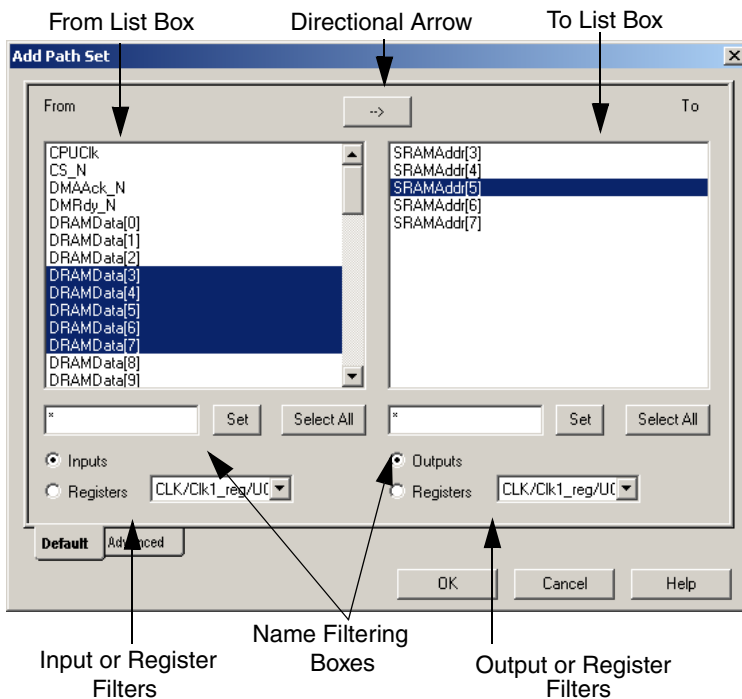 From List Box
Directional Arrow
To List Box
Add Path Set
From
-->
To
CPUClk
CS_N
DMAAck_N
DMRdy_N
DRAMData[0]
DRAMData[1]
DRAMData[2]
DRAMData[3]
DRAMData[4]
DRAMData[5]
DRAMData[6]
DRAMData[7]
DRAMData[8]
DRAMData[9]
SRAMAddr[3]
SRAMAddr[4]
SRAMAddr[5]
SRAMAddr[6]
SRAMAddr[7]
* Set Select All
* Set Select All
Inputs
Registers CLK/Clk1_reg/U(
Outputs
Registers CLK/Clk1_reg/U(
Default Advanced
OK Cancel Help
Input or Register
Filters
Name Filtering
Boxes
Output or Register
Filters